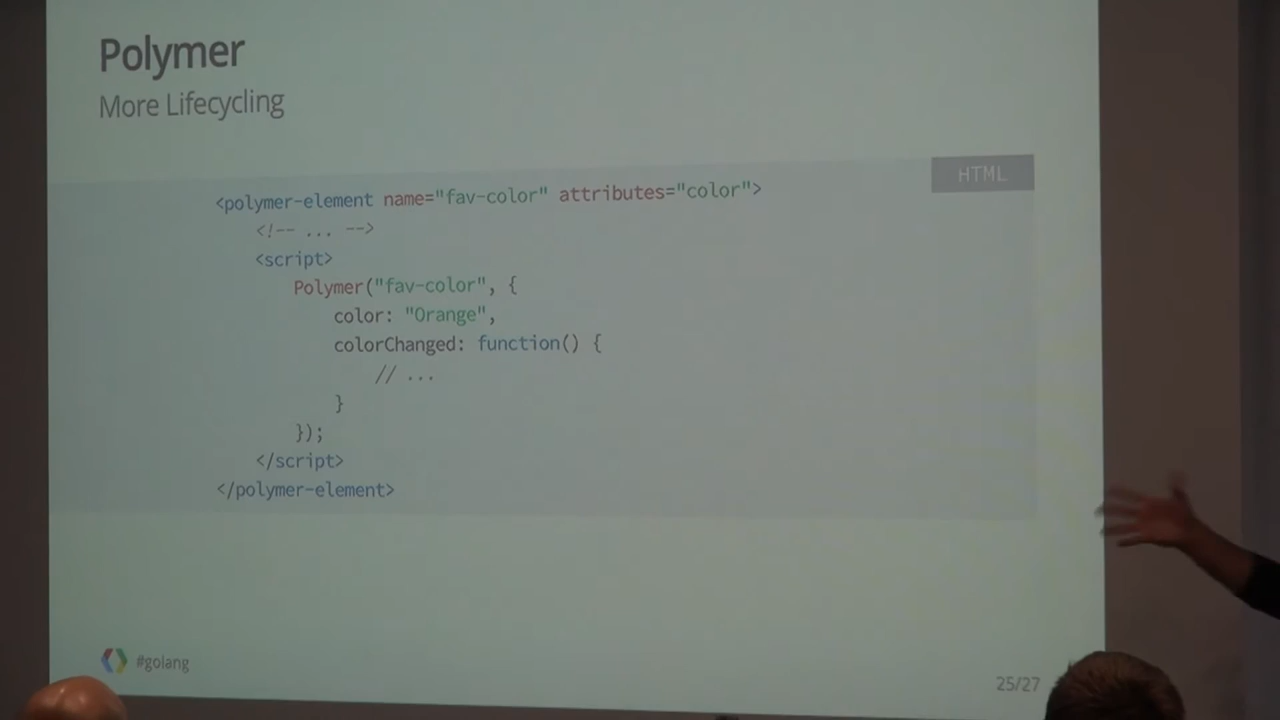 Polymer
More Lifecycling
HTML
<polymer-element name="fav-color" attributes="color">
<!-- ... -->
<script>
Polymer("fav-color", {
color: "Orange",
colorChanged: function() {
// ...
}
});
</script>
</polymer-element>
#golang
25/27